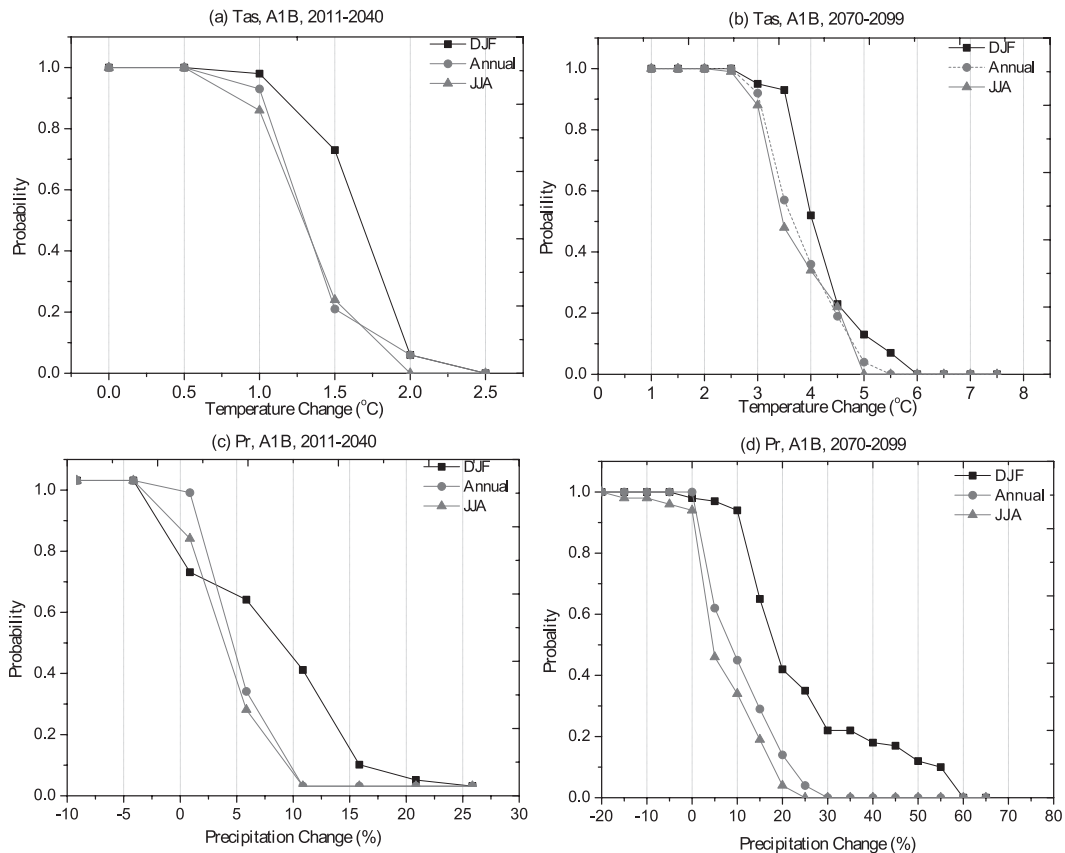 (a) Tas, A1B, 2011-2040
DJF
Annual
JJA
1.0
0.8
0.6
0.4
0.2
0.0
Probability
0.0 0.5 1.0 1.5 2.0 2.5
Temperature Change (°C)
(b) Tas, A1B, 2070-2099
DJF
Annual
JJA
1.0
0.8
0.6
0.4
0.2
0.0
Probalility
0 1 2 3 4 5 6 7 8
Temperature Change (°C)
(c) Pr, A1B, 2011-2040
DJF
Annual
JJA
1.0
0.8
0.6
0.4
0.2
0.0
Probability
-10 -5 0 5 10 15 20 25 30
Precipitation Change (%)
(d) Pr, A1B, 2070-2099
DJF
Annual
JJA
1.0
0.8
0.6
0.4
0.2
0.0
Probality
-20 -10 0 10 20 30 40 50 60 70 80
Precipitation Change (%)